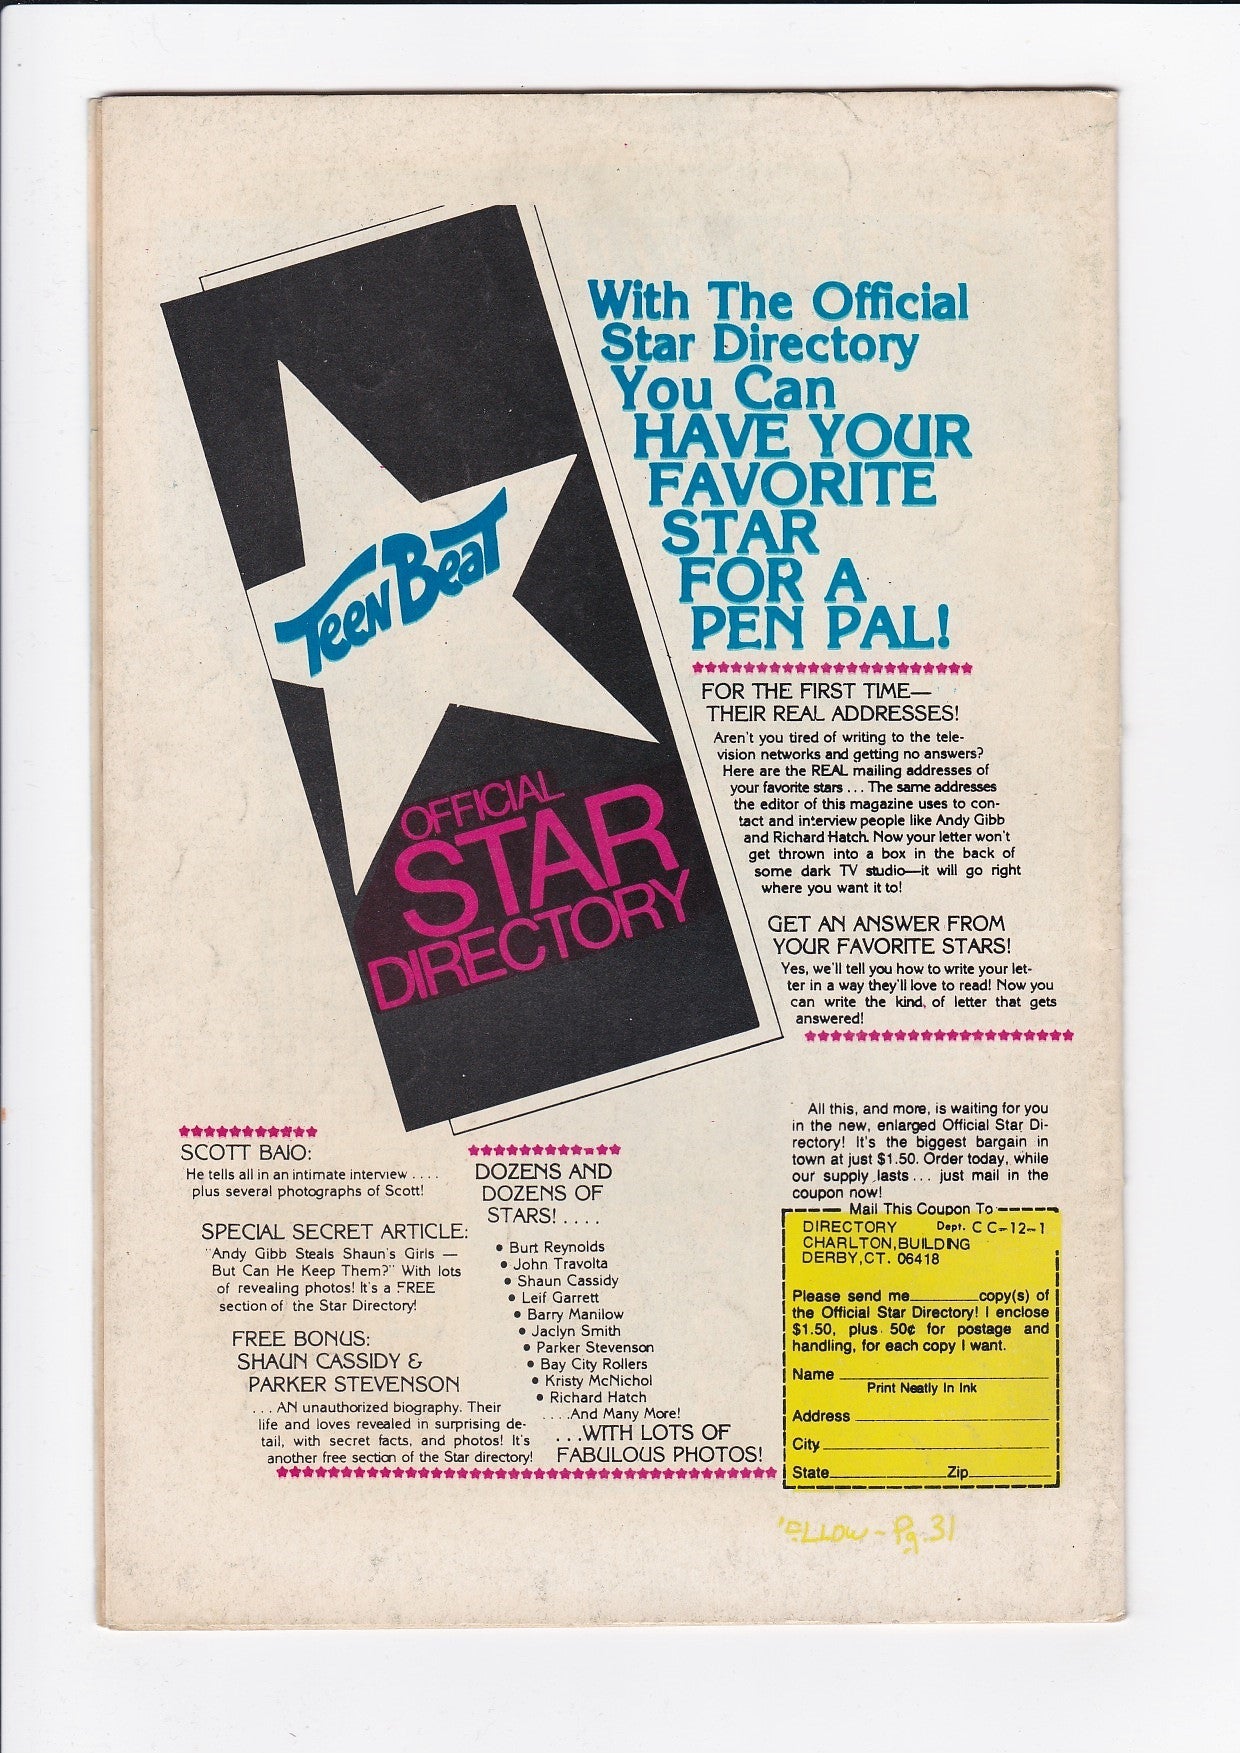 With The Official
Star Directory
You Can
HAVE YOUR
FAVORITE
STAR
FOR A
PEN PAL!
TEEN BEAT
OFFICIAL
STAR
DIRECTORY
FOR THE FIRST TIME—
THEIR REAL ADDRESSES!
Aren't you tired of writing to the tele-
vision networks and getting no answers?
Here are the REAL mailing addresses of
your favorite stars . . . The same addresses
the editor of this magazine uses to con-
tact and interview people like Andy Gibb
and Richard Hatch. Now your letter won't
get thrown into a box in the back of
some dark TV studio—it will go right
where you want it to!
GET AN ANSWER FROM
YOUR FAVORITE STARS!
Yes, we'll tell you how to write your let-
ter in a way they'll love to read! Now you
can write the kind, of letter that gets
answered!
SCOTT BAIO:
He tells all in an intimate interview . . . .
plus several photographs of Scott!
SPECIAL SECRET ARTICLE:
"Andy Gibb Steals Shaun's Girls —
But Can He Keep Them?" With lots
of revealing photos! It's a FREE
section of the Star Directory!
FREE BONUS:
SHAUN CASSIDY &
PARKER STEVENSON
. . . AN unauthorized biography. Their
life and loves revealed in surprising de-
tail, with secret facts, and photos! It's
another free section of the Star directory!
DOZENS AND
DOZENS OF
STARS! . . . .
• Burt Reynolds
• John Travolta
• Shaun Cassidy
• Leif Garrett
• Barry Manilow
• Jaclyn Smith
• Parker Stevenson
• Bay City Rollers
• Kristy McNichol
• Richard Hatch
. . . .And Many More!
. . .WITH LOTS OF
FABULOUS PHOTOS!
All this, and more, is waiting for you
in the new, enlarged Official Star Di-
rectory! It's the biggest bargain in
town at just $1.50. Order today, while
our supply lasts . . . just mail in the
coupon now!
Mail This Coupon To
DIRECTORY Dept. C C-12-1
CHARLTON, BUILDING
DERBY, CT. 06418
Please send me______copy(s) of
the Official Star Directory! I enclose
$1.50, plus 50¢ for postage and
handling, for each copy I want.
Name
Print Neatly In Ink
Address
City
State Zip
'ELLOW - Pg. 31